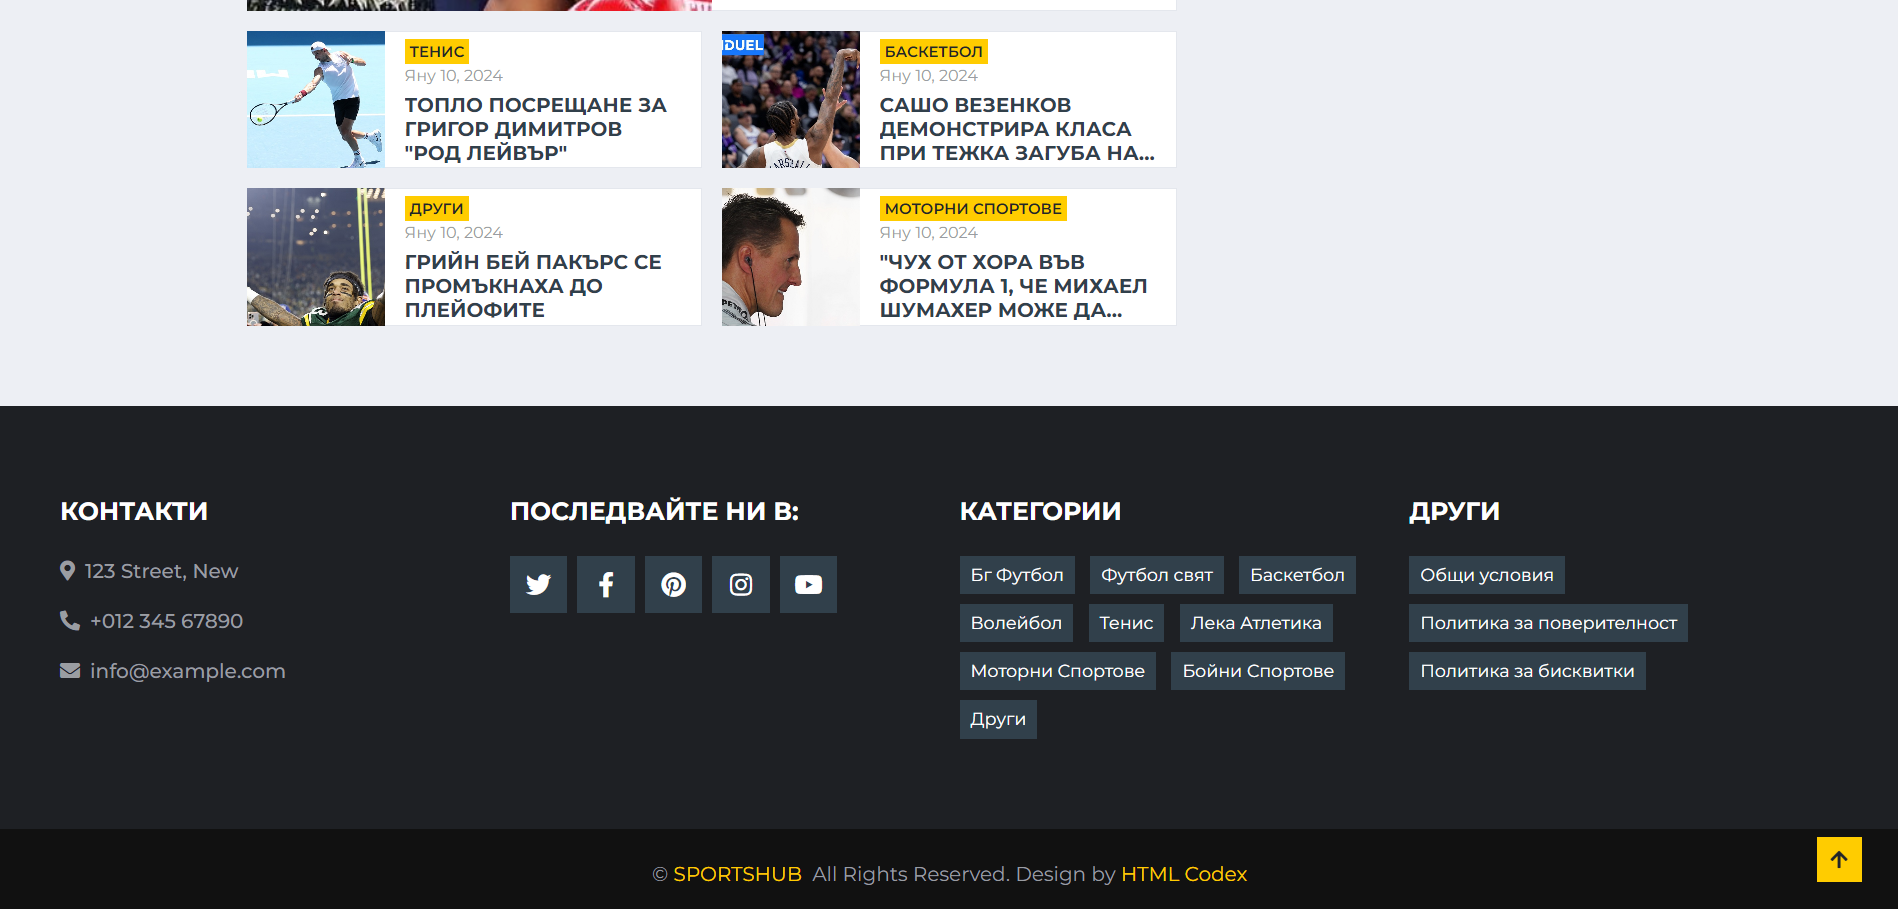 ТЕНИС
Яну 10, 2024
ТОПЛО ПОСРЕЩАНЕ ЗА
ГРИГОР ДИМИТРОВ
"РОД ЛЕЙВЪР"
DUEL
БАСКЕТБОЛ
Яну 10, 2024
САШО ВЕЗЕНКОВ
ДЕМОНСТРИРА КЛАСА
ПРИ ТЕЖКА ЗАГУБА НА...
ДРУГИ
Яну 10, 2024
ГРИЙН БЕЙ ПАКЪРС СЕ
ПРОМЪКНАХА ДО
ПЛЕЙОФИТЕ
МОТОРНИ СПОРТОВЕ
Яну 10, 2024
"ЧУХ ОТ ХОРА ВЪВ
ФОРМУЛА 1, ЧЕ МИХАЕЛ
ШУМАХЕР МОЖЕ ДА...
КОНТАКТИ
123 Street, New
+012 345 67890
info@example.com
ПОСЛЕДВАЙТЕ НИ В:
КАТЕГОРИИ
Бг Футбол Футбол свят Баскетбол
Волейбол Тенис Лека Атлетика
Моторни Спортове Бойни Спортове
Други
ДРУГИ
Общи условия
Политика за поверителност
Политика за бисквитки
© SPORTSHUB All Rights Reserved. Design by HTML Codex